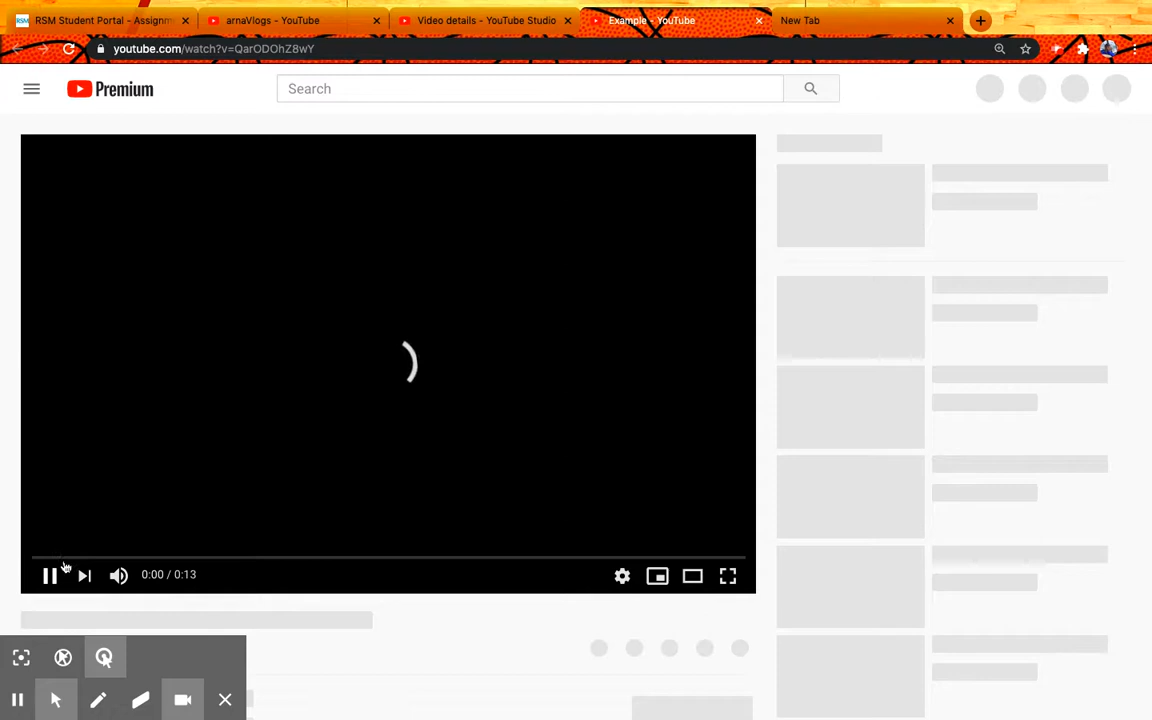 RSM Student Portal - Assignm
arnaVlogs - YouTube
Video details - YouTube Studio
Example - YouTube
New Tab
youtube.com/watch?v=QarODOhZ8wY
Premium
Search
0:00 / 0:13